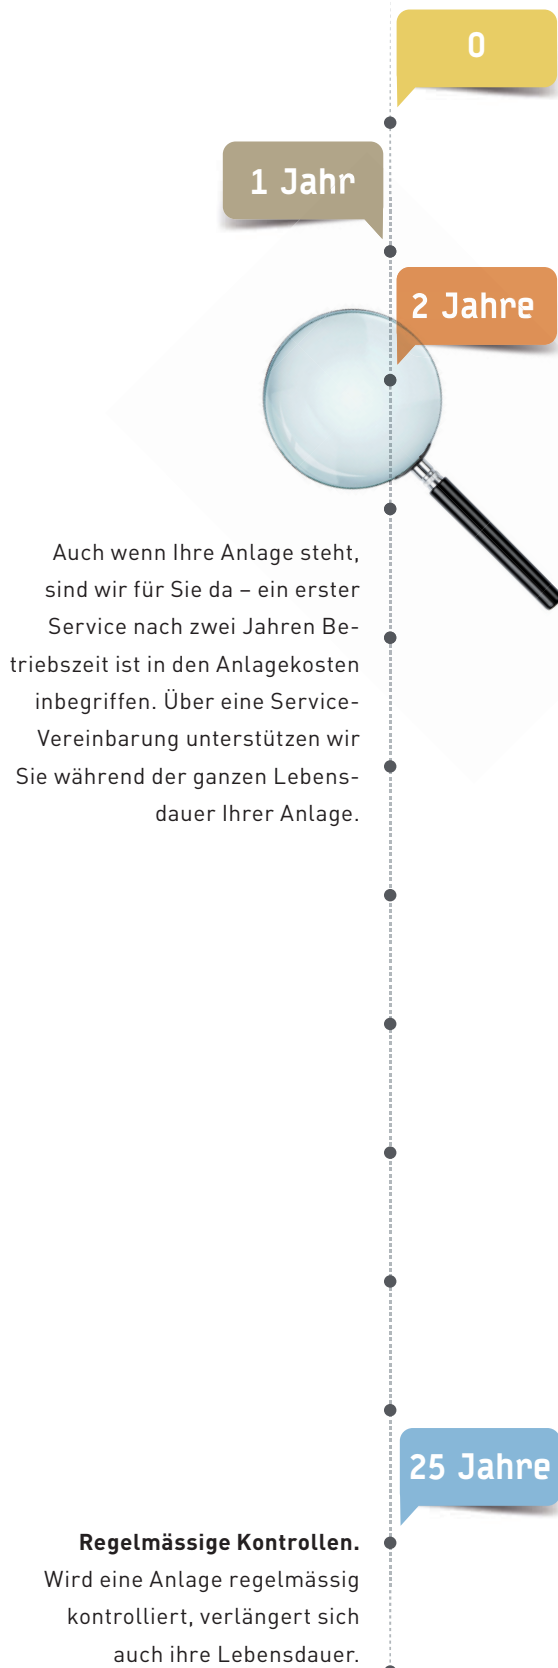 0
1 Jahr
2 Jahre
Auch wenn Ihre Anlage steht,
sind wir für Sie da – ein erster
Service nach zwei Jahren Be-
triebszeit ist in den Anlagekosten
inbegriffen. Über eine Service-
Vereinbarung unterstützen wir
Sie während der ganzen Lebens-
dauer Ihrer Anlage.
25 Jahre
Regelmässige Kontrollen.
Wird eine Anlage regelmässig
kontrolliert, verlängert sich
auch ihre Lebensdauer.